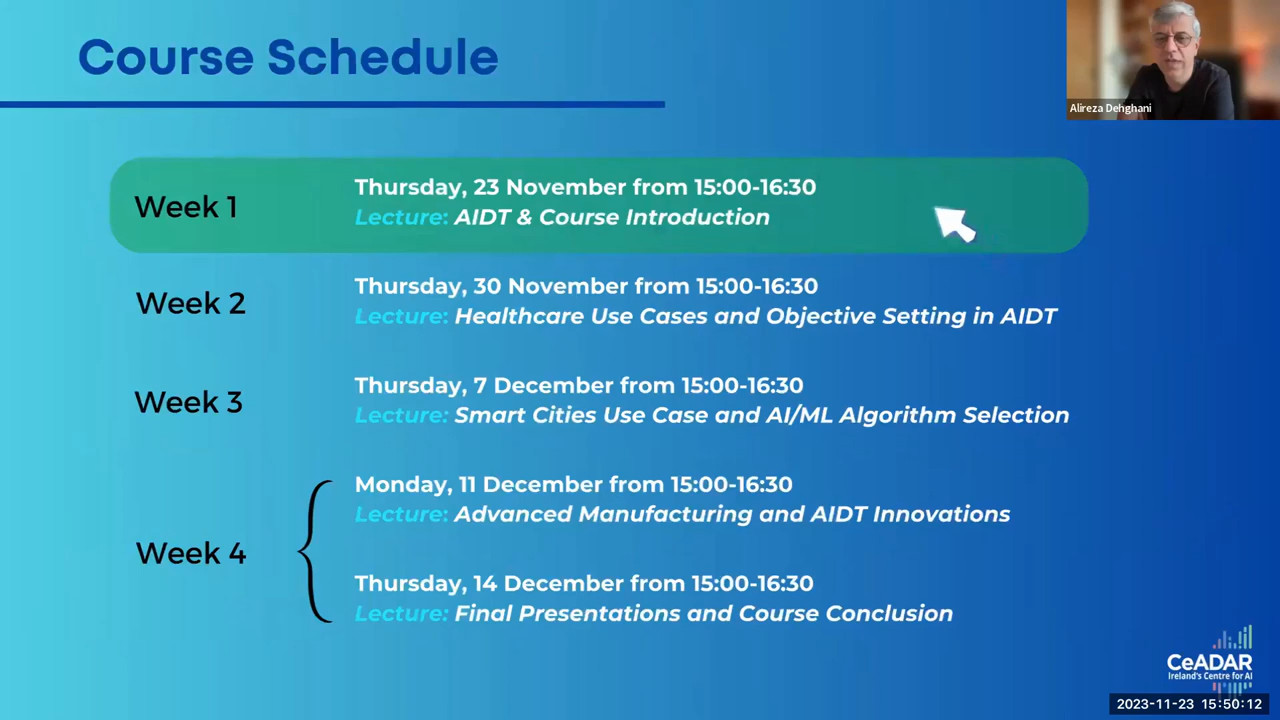 Course Schedule
Alireza Dehghani
Week 1
Thursday, 23 November from 15:00-16:30
Lecture: AIDT & Course Introduction
Week 2
Thursday, 30 November from 15:00-16:30
Lecture: Healthcare Use Cases and Objective Setting in AIDT
Week 3
Thursday, 7 December from 15:00-16:30
Lecture: Smart Cities Use Case and AI/ML Algorithm Selection
Week 4
Monday, 11 December from 15:00-16:30
Lecture: Advanced Manufacturing and AIDT Innovations
Thursday, 14 December from 15:00-16:30
Lecture: Final Presentations and Course Conclusion
CeADAR
Ireland's Centre for AI
2023-11-23 15:50:12